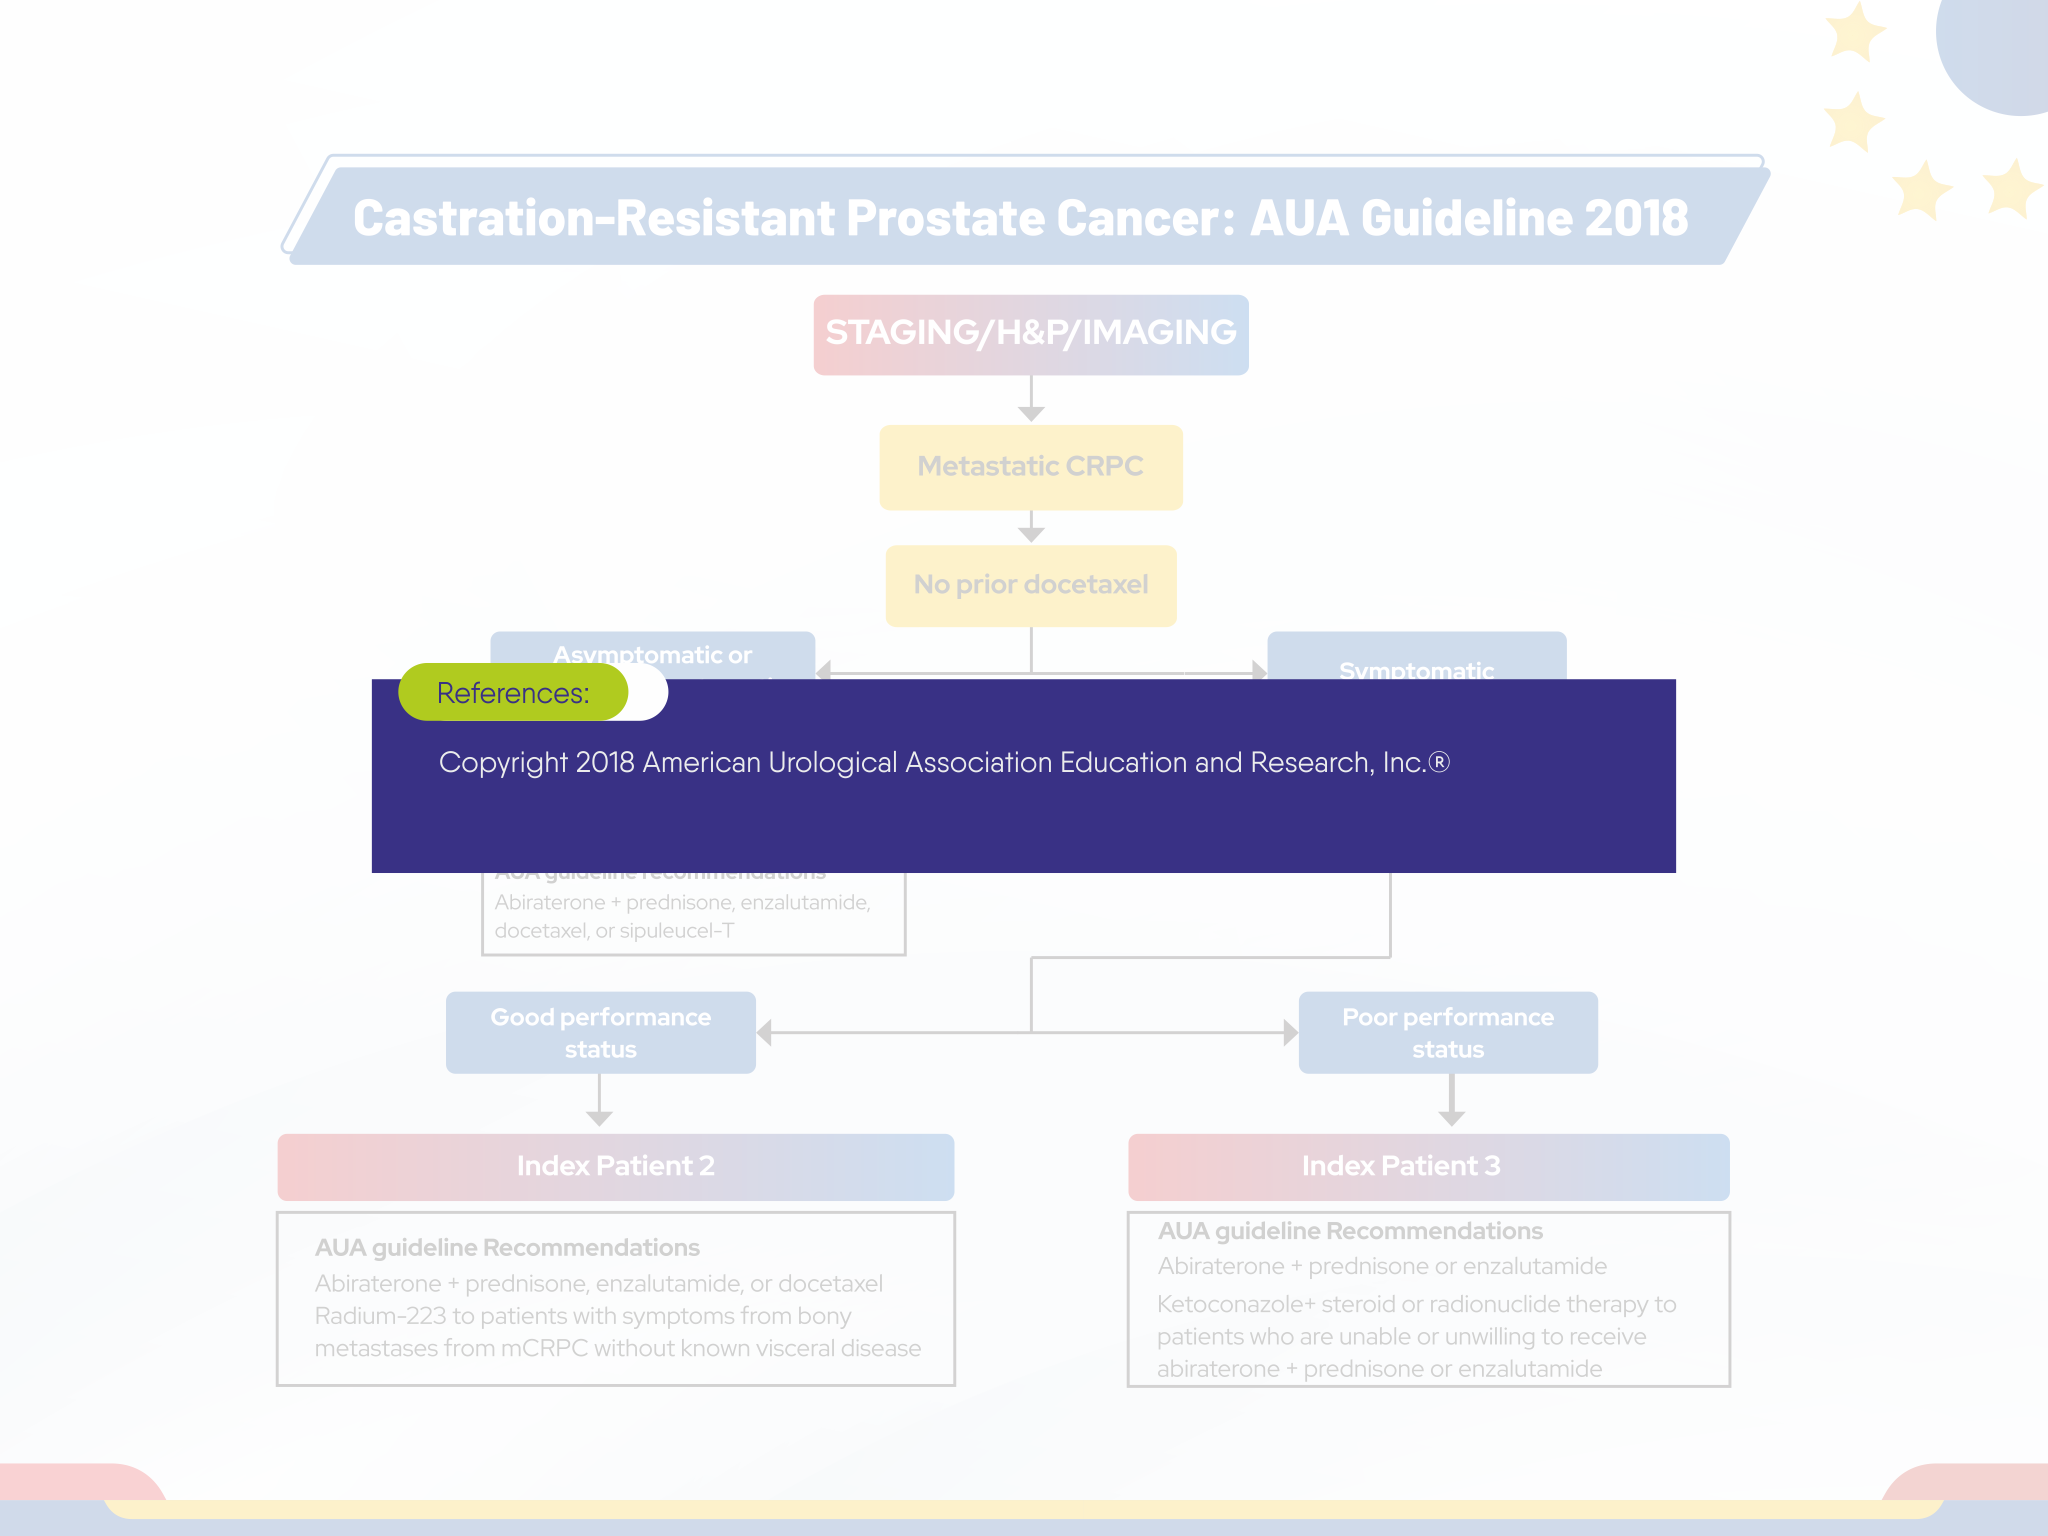 Castration-Resistant Prostate Cancer: AUA Guideline 2018
STAGING/H&P/IMAGING
Metastatic CRPC
No prior docetaxel
Asymptomatic or
Symptomatic
References:
Copyright 2018 American Urological Association Education and Research, Inc.®
AUA guideline recommendations
Abiraterone + prednisone, enzalutamide,
docetaxel, or sipuleucel-T
Good performance
status
Poor performance
status
Index Patient 2
Index Patient 3
AUA guideline Recommendations
Abiraterone + prednisone, enzalutamide, or docetaxel
Radium-223 to patients with symptoms from bony
metastases from mCRPC without known visceral disease
AUA guideline Recommendations
Abiraterone + prednisone or enzalutamide
Ketoconazole+ steroid or radionuclide therapy to
patients who are unable or unwilling to receive
abiraterone + prednisone or enzalutamide